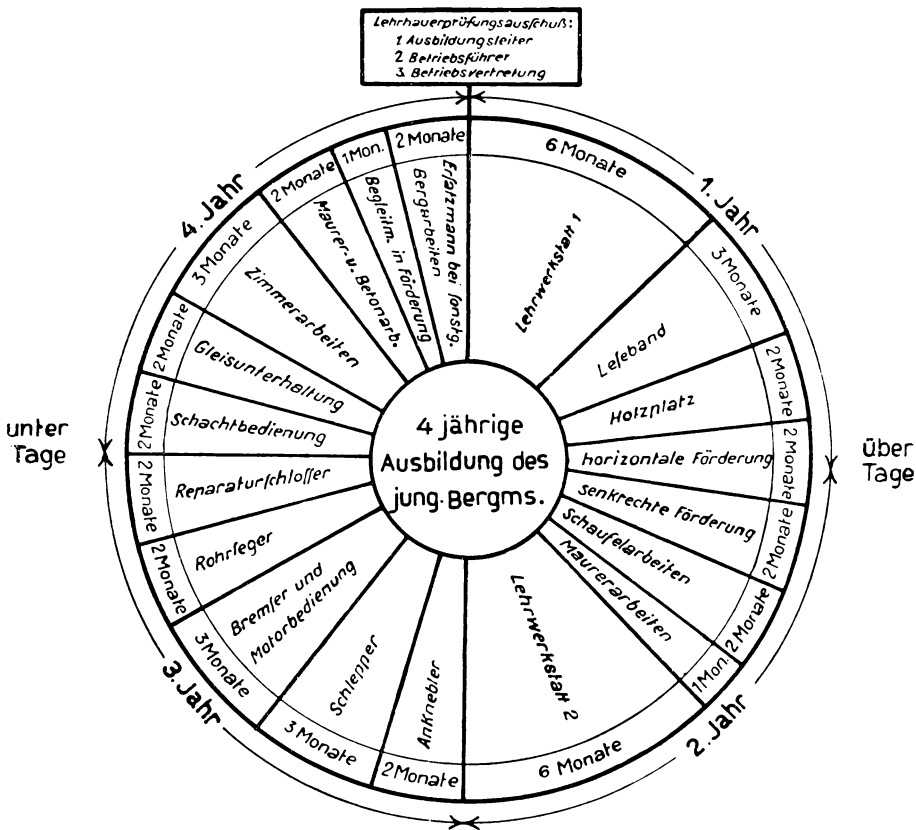 Lehrhauerprüfungsausſchuß:
1 Ausbildungsleiter
2 Betriebsführer
3. Betriebsvertretung
1. Jahr
6 Monate
Lehrwerkstatt 1
3 Monate
Leſeband
2 Monate
Holzplatz
über
Tage
2 Monate
horizontale Förderung
2 Monate
senkrechte Förderung
2 Monate
Schaufelarbeiten
1 Mon.
Maurerarbeiten
2. Jahr
6 Monate
Lehrwerkstatt 2
2 Monate
Anknebler
3 Monate
Schlepper
3. Jahr
3 Monate
Bremſer und
Motorbedienung
2 Monate
Rohrleger
2 Monate
Reparaturſchloſſer
unter
Tage
2 Monate
Schachtbedienung
2 Monate
Gleisunterhaltung
4. Jahr
3 Monate
Zimmerarbeiten
2 Monate
Maurer- u. Betonarb.
1 Mon.
Begleitm. in Förderung
2 Monate
Erſatzmann bei ſonstg.
Bergarbeiten
4 jährige
Ausbildung des
jung. Bergms.